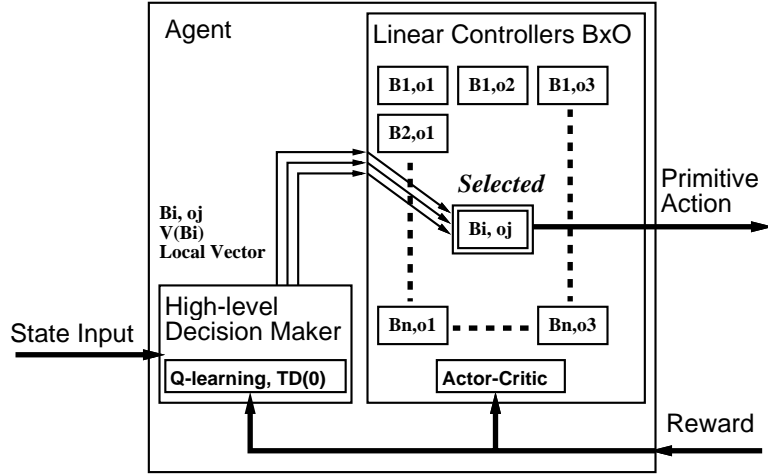 Agent
Linear Controllers BxO
B1,o1
B1,o2
B1,o3
B2,o1
Selected
Primitive
Action
Bi, oj
V(Bi)
Local Vector
Bi, oj
High-level
Decision Maker
Bn,o1
Bn,o3
State Input
Q-learning, TD(0)
Actor-Critic
Reward